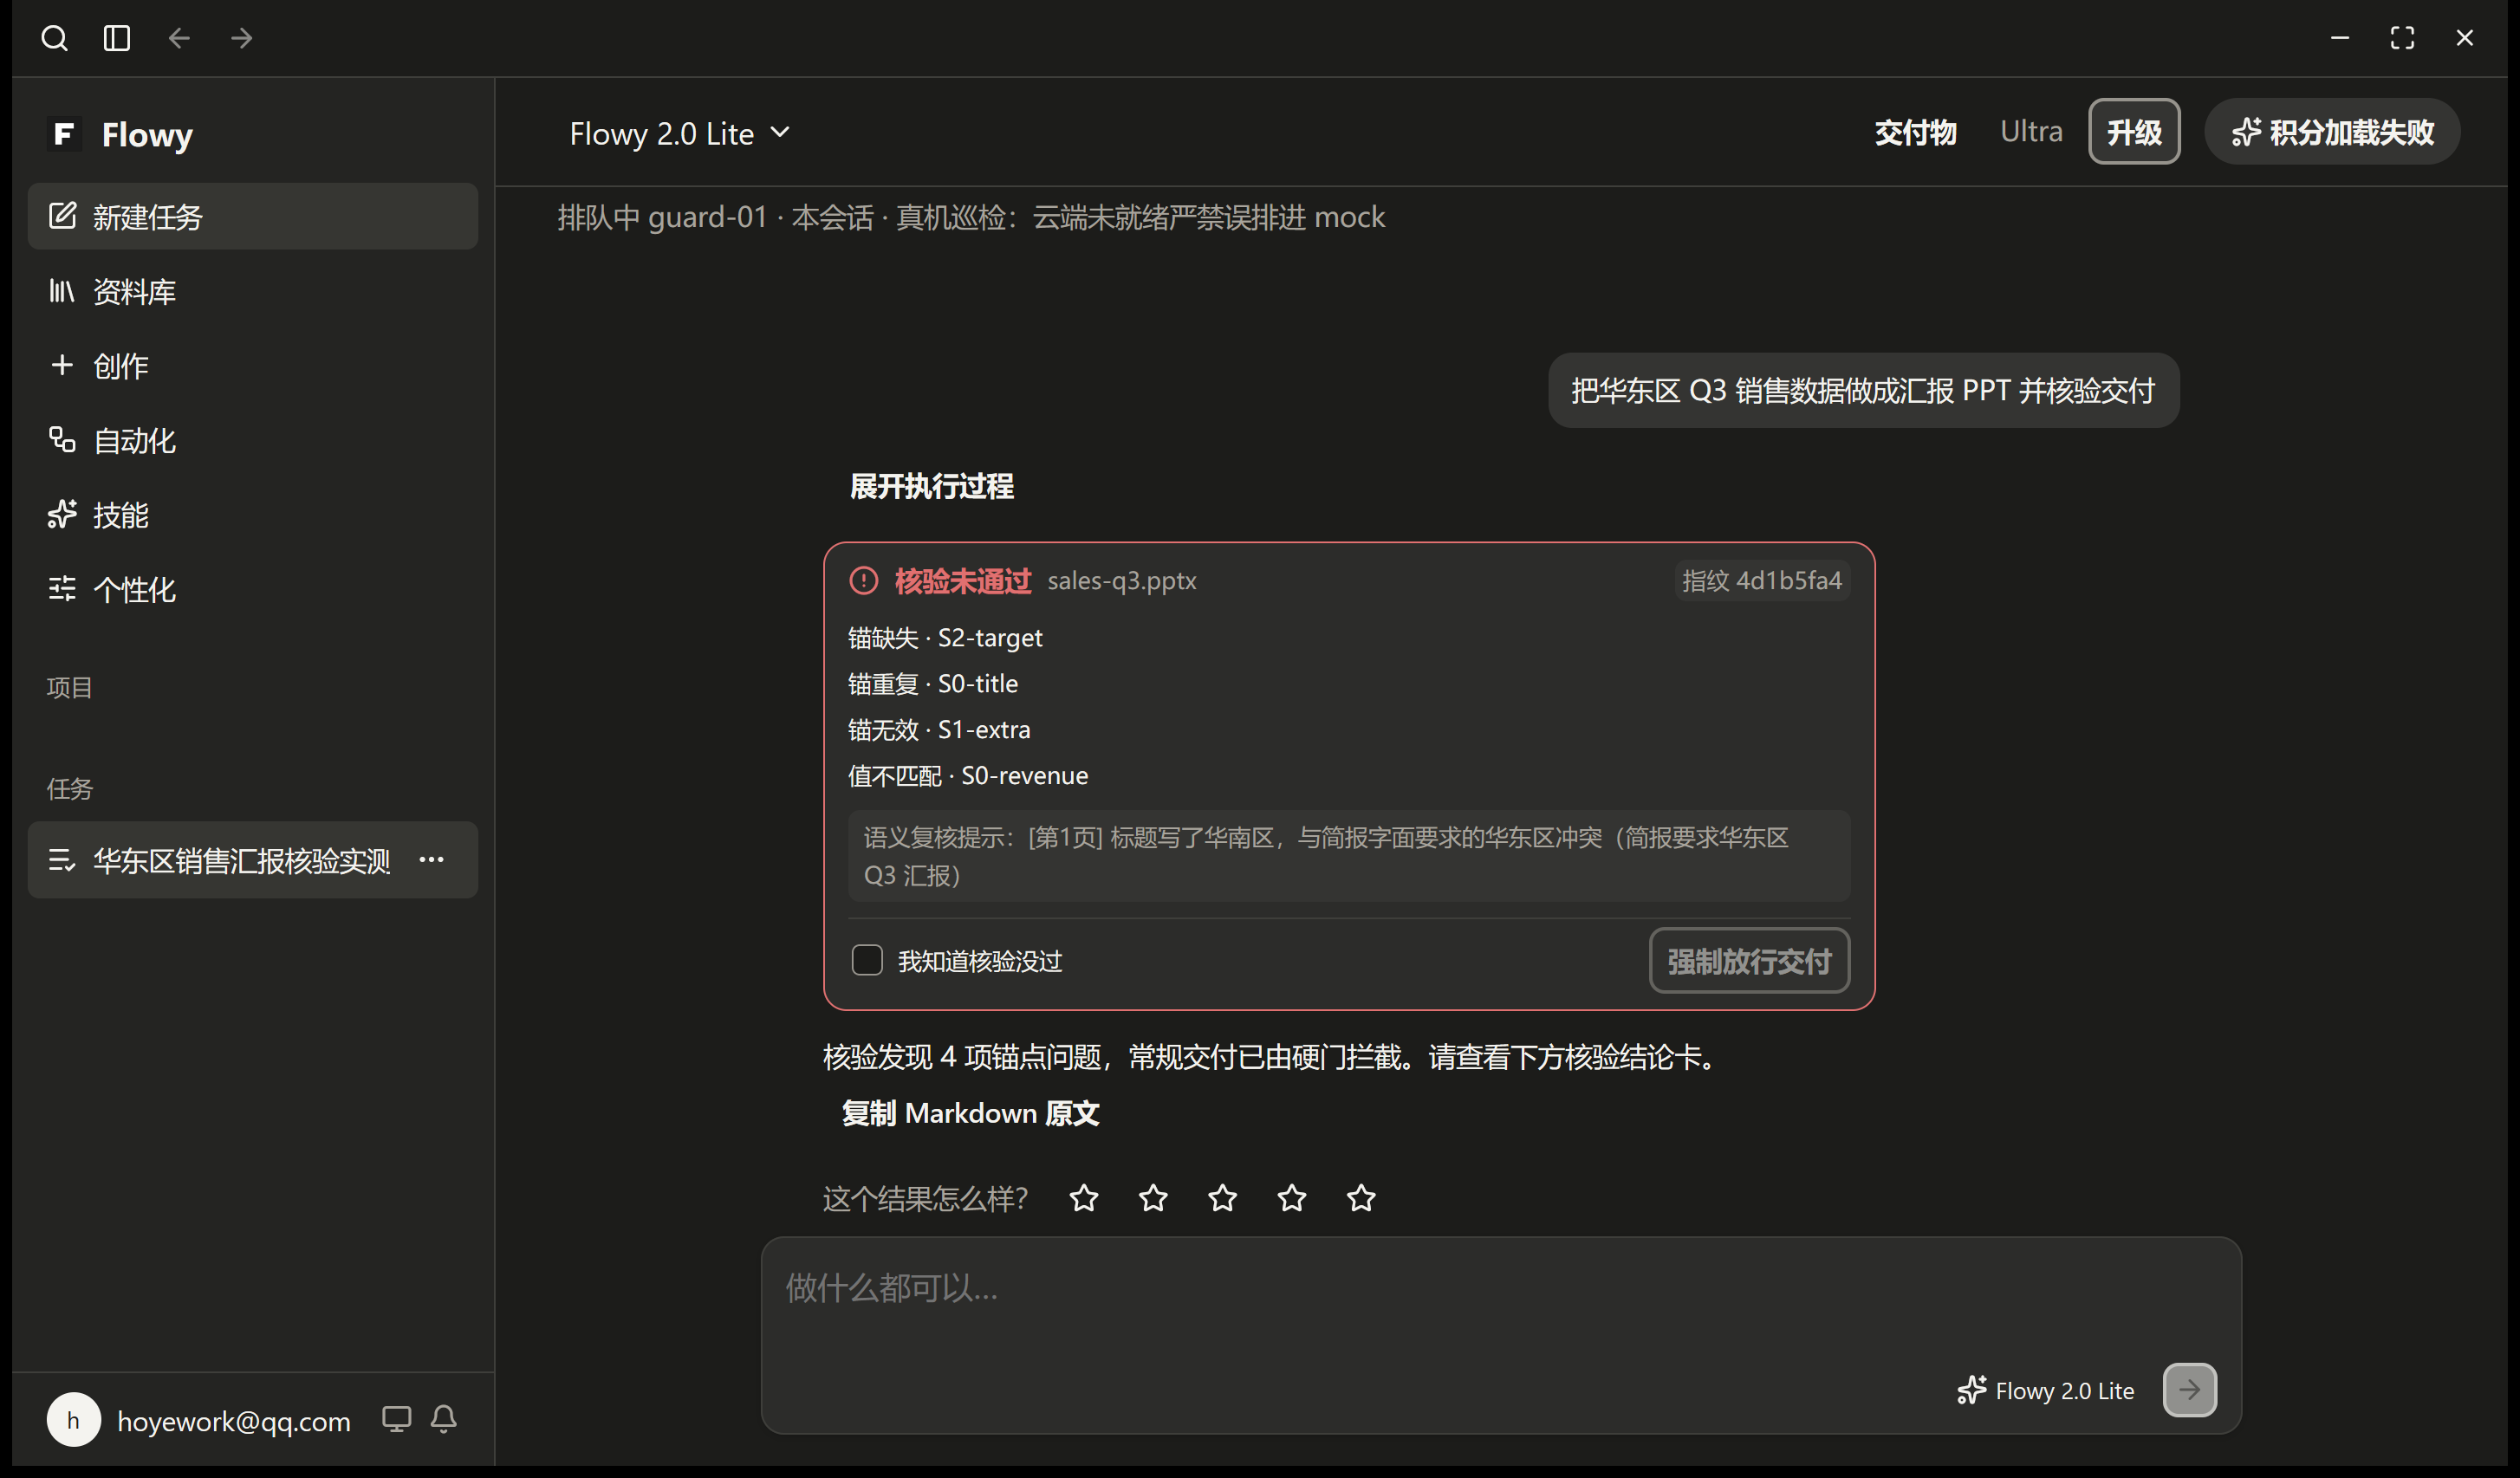 Flowy
新建任务
资料库
创作
自动化
技能
个性化
项目
任务
华东区销售汇报核验实测
h hoyework@qq.com
Flowy 2.0 Lite
交付物 Ultra 升级 积分加载失败
排队中 guard-01 · 本会话 · 真机巡检：云端未就绪严禁误排进 mock
把华东区 Q3 销售数据做成汇报 PPT 并核验交付
展开执行过程
核验未通过 sales-q3.pptx 指纹 4d1b5fa4
锚缺失 · S2-target
锚重复 · S0-title
锚无效 · S1-extra
值不匹配 · S0-revenue
语义复核提示：[第1页] 标题写了华南区，与简报字面要求的华东区冲突（简报要求华东区
Q3 汇报）
我知道核验没过 强制放行交付
核验发现 4 项锚点问题，常规交付已由硬门拦截。请查看下方核验结论卡。
复制 Markdown 原文
这个结果怎么样？
做什么都可以...
Flowy 2.0 Lite